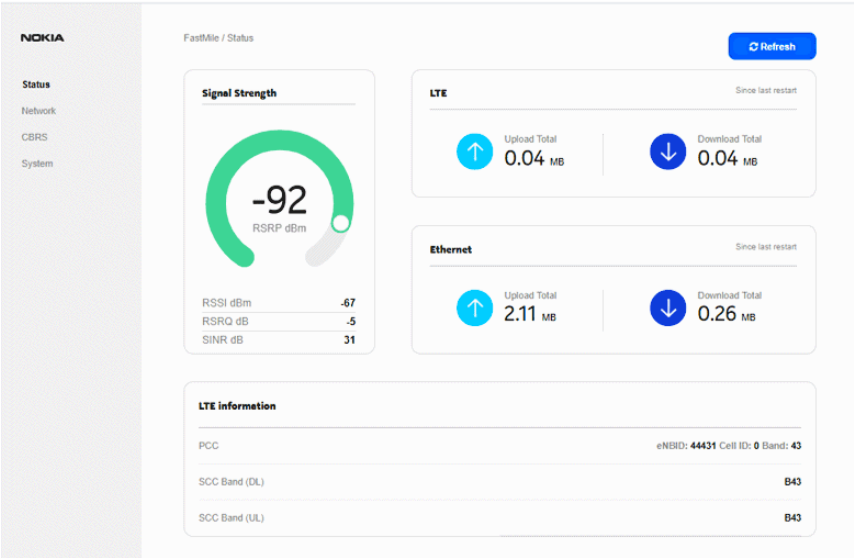 NOKIA
FastMile / Status
Refresh
Status
Network
CBRS
System
Signal Strength
-92
RSRP dBm
RSSI dBm -67
RSRQ dB -5
SINR dB 31
LTE Since last restart
Upload Total
0.04 MB
Download Total
0.04 MB
Ethernet Since last restart
Upload Total
2.11 MB
Download Total
0.26 MB
LTE information
PCC eNBID: 44431 Cell ID: 0 Band: 43
SCC Band (DL) B43
SCC Band (UL) B43